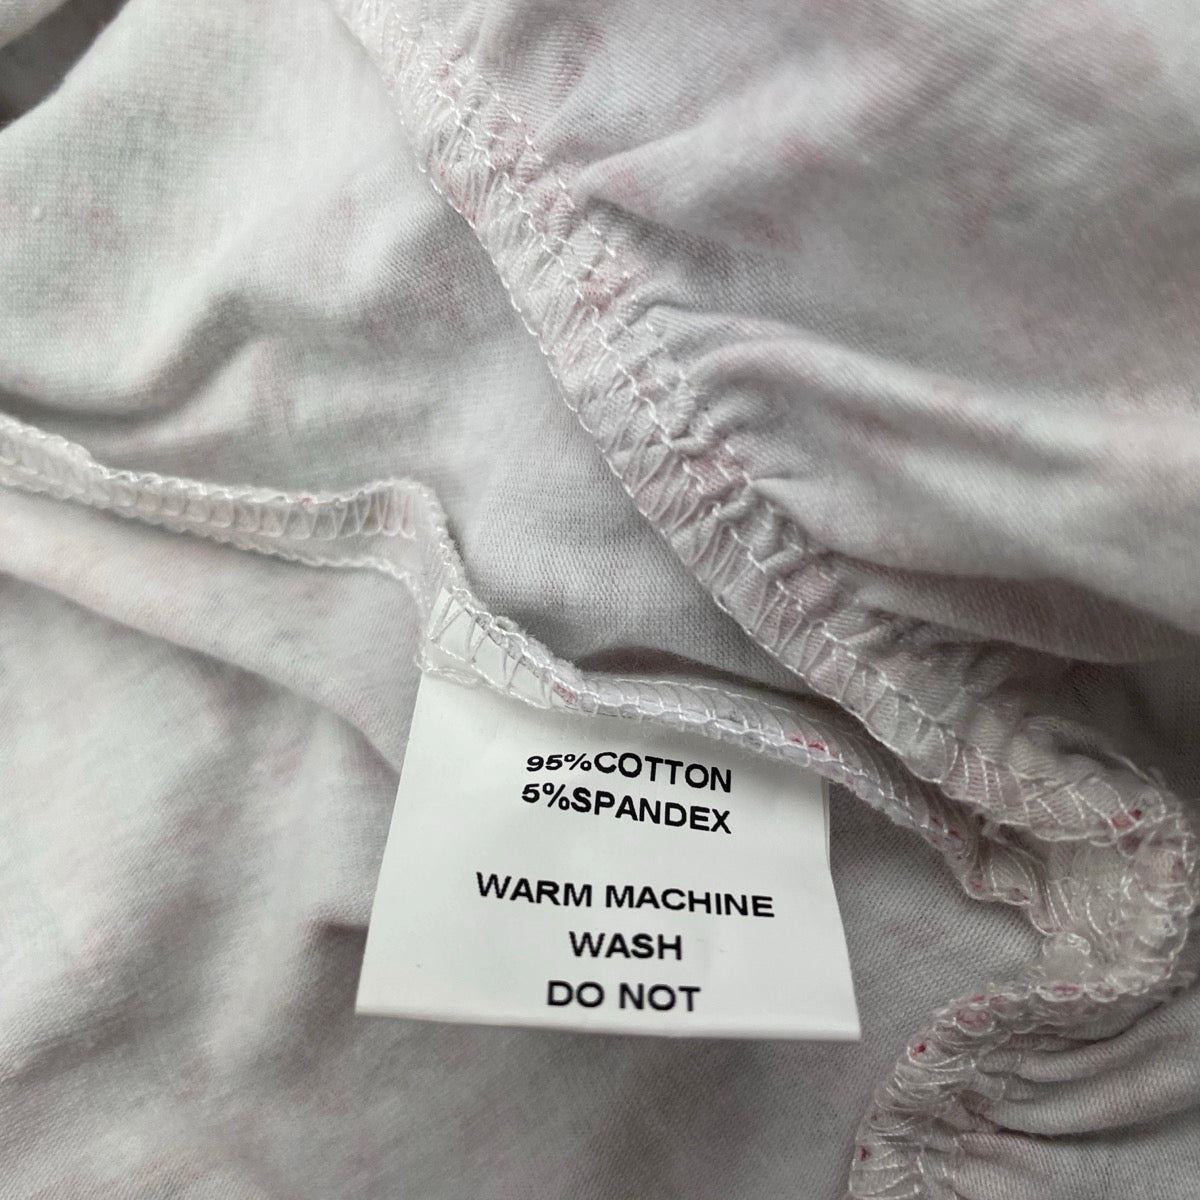 95%COTTON
5%SPANDEX
WARM MACHINE
WASH
DO NOT